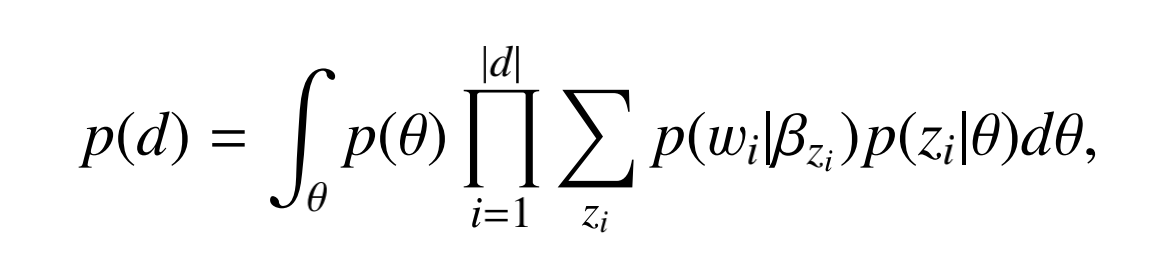 p(d) = ∫_θ p(θ) ∏_{i=1}^{|d|} ∑_{z_i} p(w_i|β_{z_i})p(z_i|θ)dθ,